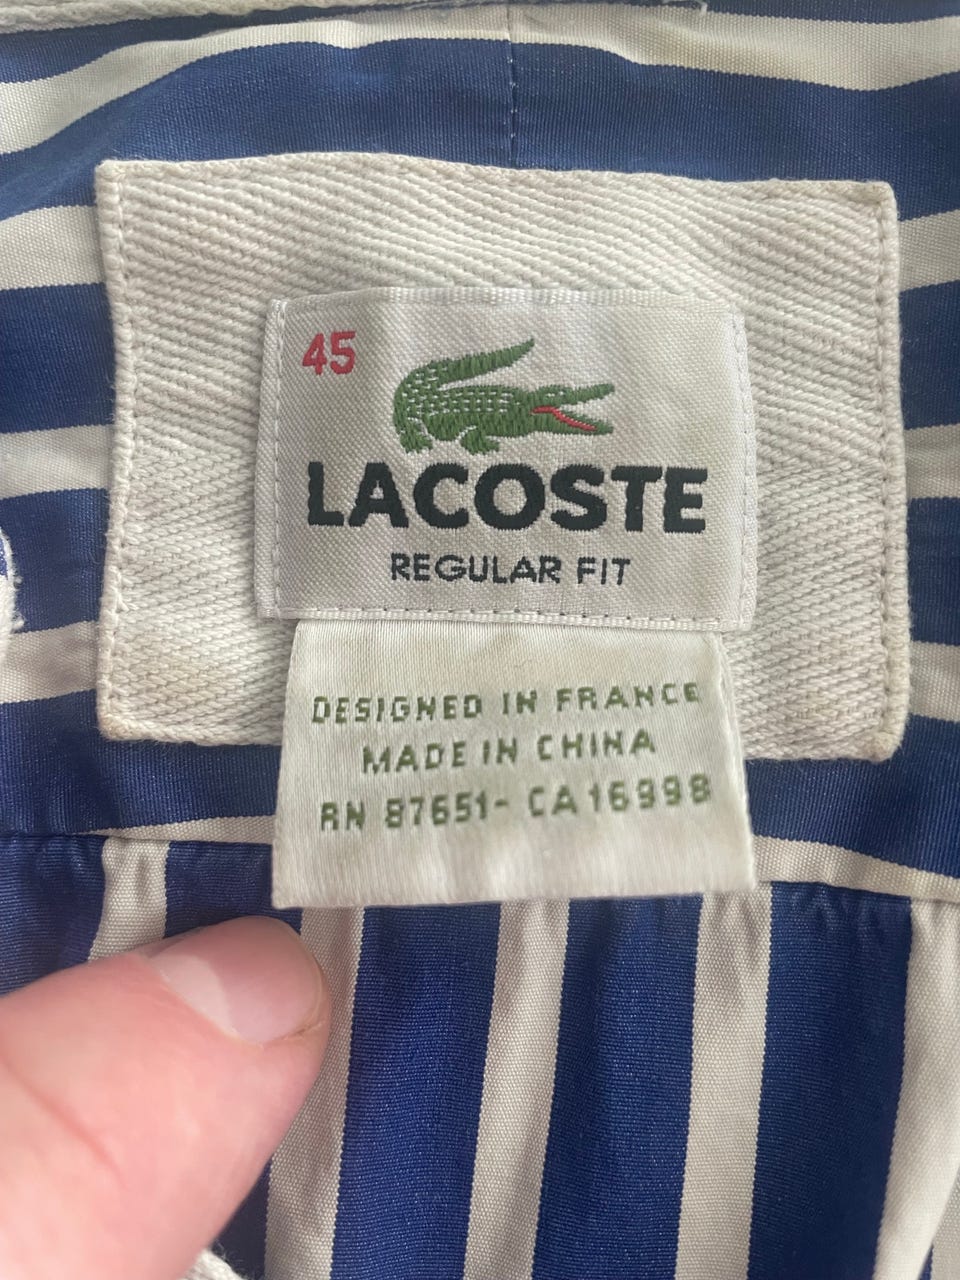 45
LACOSTE
REGULAR FIT
DESIGNED IN FRANCE
MADE IN CHINA
RN 87651- CA16998